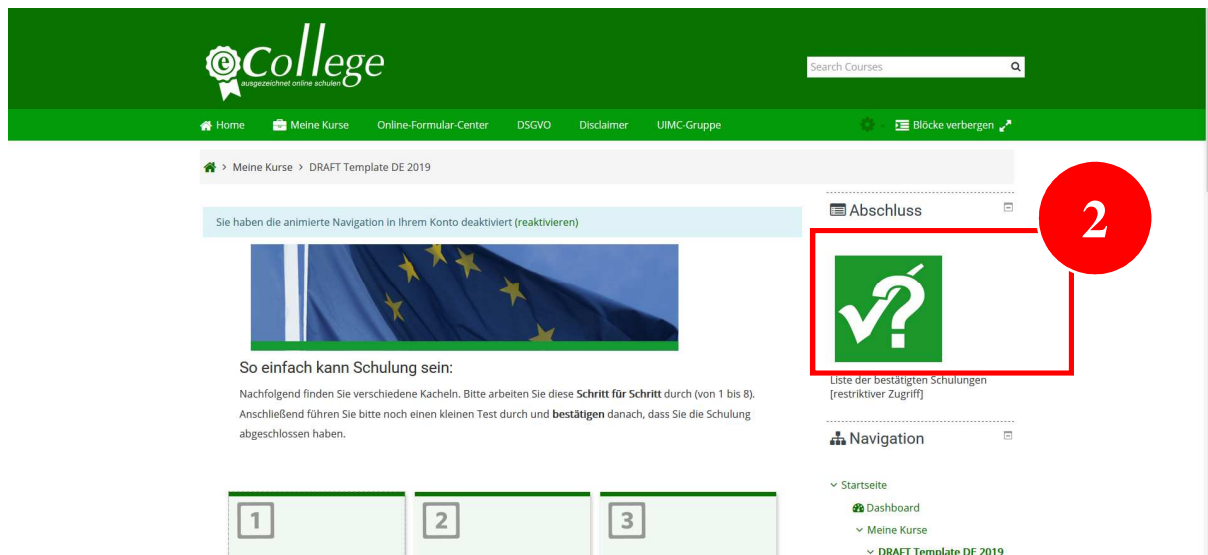 eCollege
ausgezeichnet online schulen
Search Courses
Home Meine Kurse Online-Formular-Center DSGVO Disclaimer UIMC-Gruppe Blöcke verbergen
> Meine Kurse > DRAFT Template DE 2019
Sie haben die animierte Navigation in Ihrem Konto deaktiviert (reaktivieren)
So einfach kann Schulung sein:
Nachfolgend finden Sie verschiedene Kacheln. Bitte arbeiten Sie diese Schritt für Schritt durch (von 1 bis 8).
Anschließend führen Sie bitte noch einen kleinen Test durch und bestätigen danach, dass Sie die Schulung
abgeschlossen haben.
1 2 3
Abschluss
2
?
Liste der bestätigten Schulungen
[restriktiver Zugriff]
Navigation
Startseite
Dashboard
Meine Kurse
DRAFT Template DE 2019